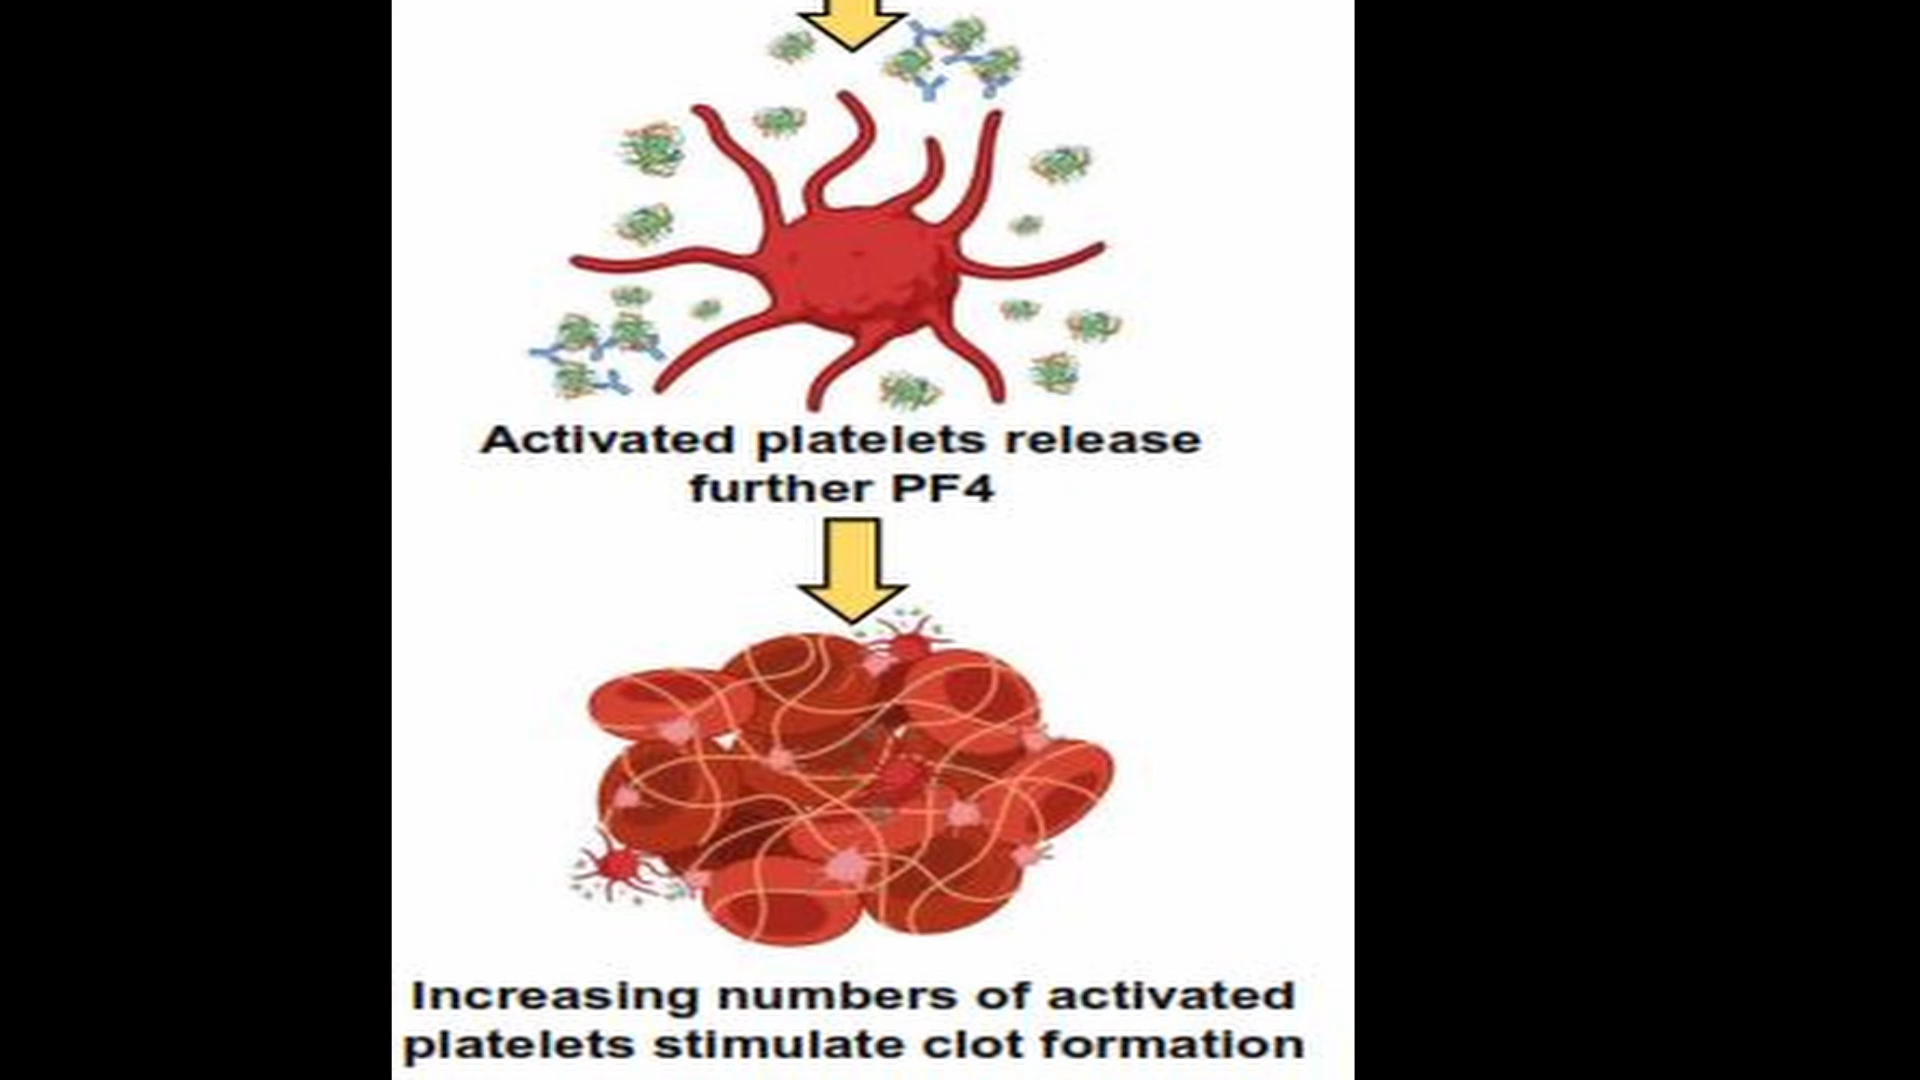 Activated platelets release
further PF4
Increasing numbers of activated
platelets stimulate clot formation